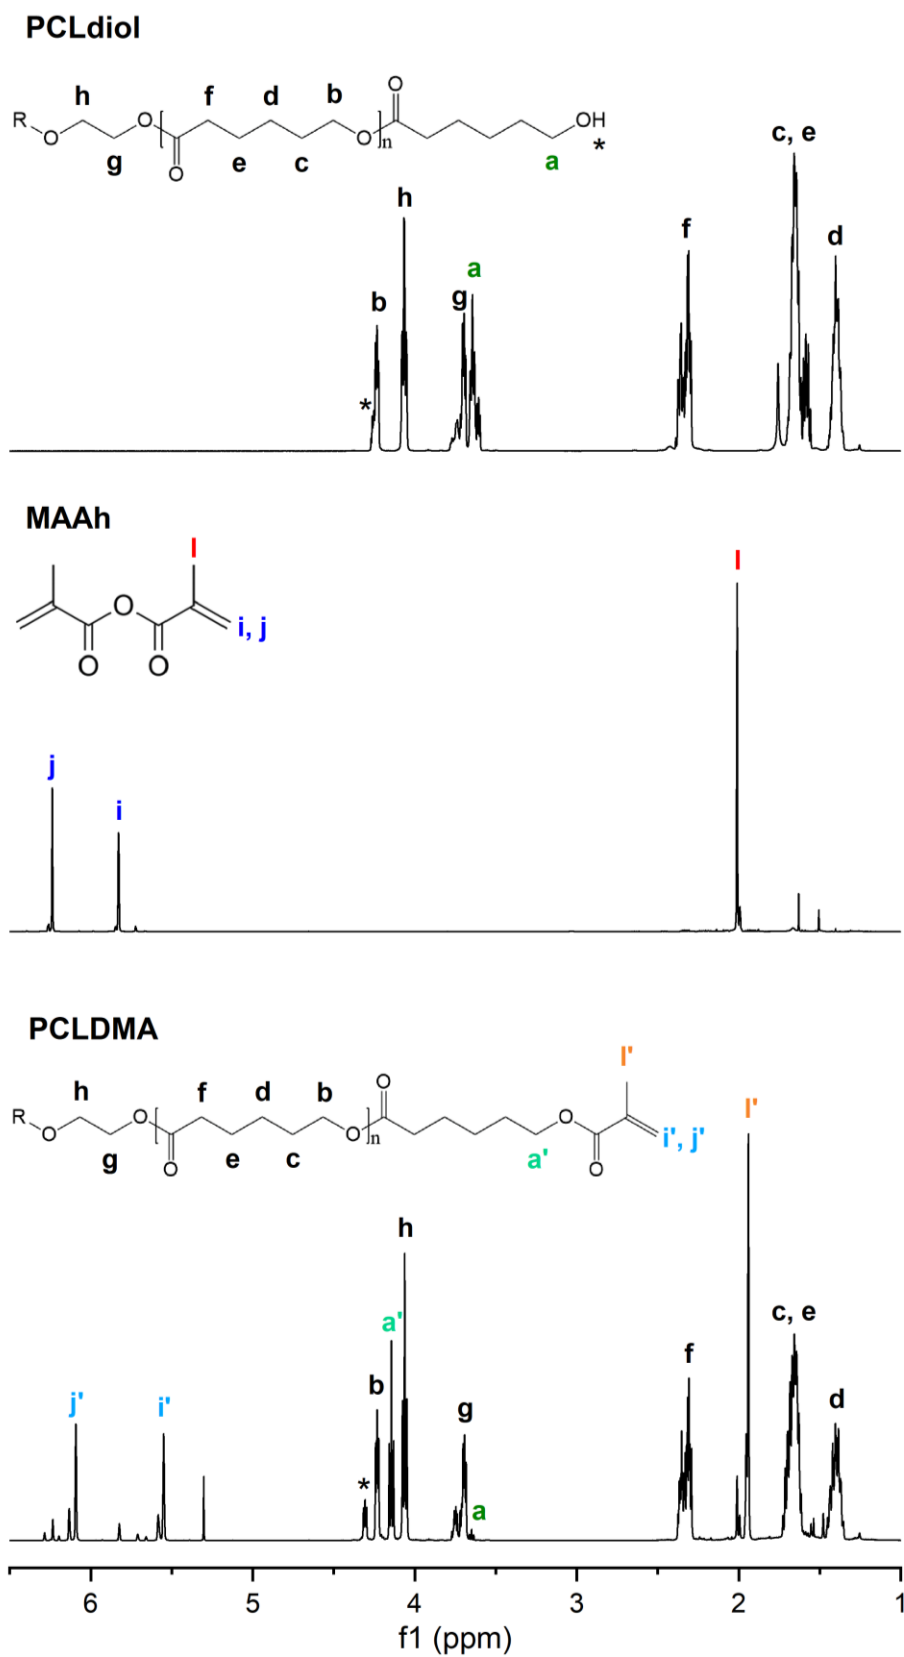 PCLdiol
h f d b O
R O O [ O ]n OH
O *
g e c a
c, e
h
f
d
a
g
b
*
MAAh
l
O
i, j
O O
l
j
i
PCLDMA
l'
h f d b O
R O O [ O ]n O
i', j'
O O
g e c a'
l'
h
a'
c, e
f
b
j' i'
g
d
*
a
6 5 4 3 2 1
f1 (ppm)